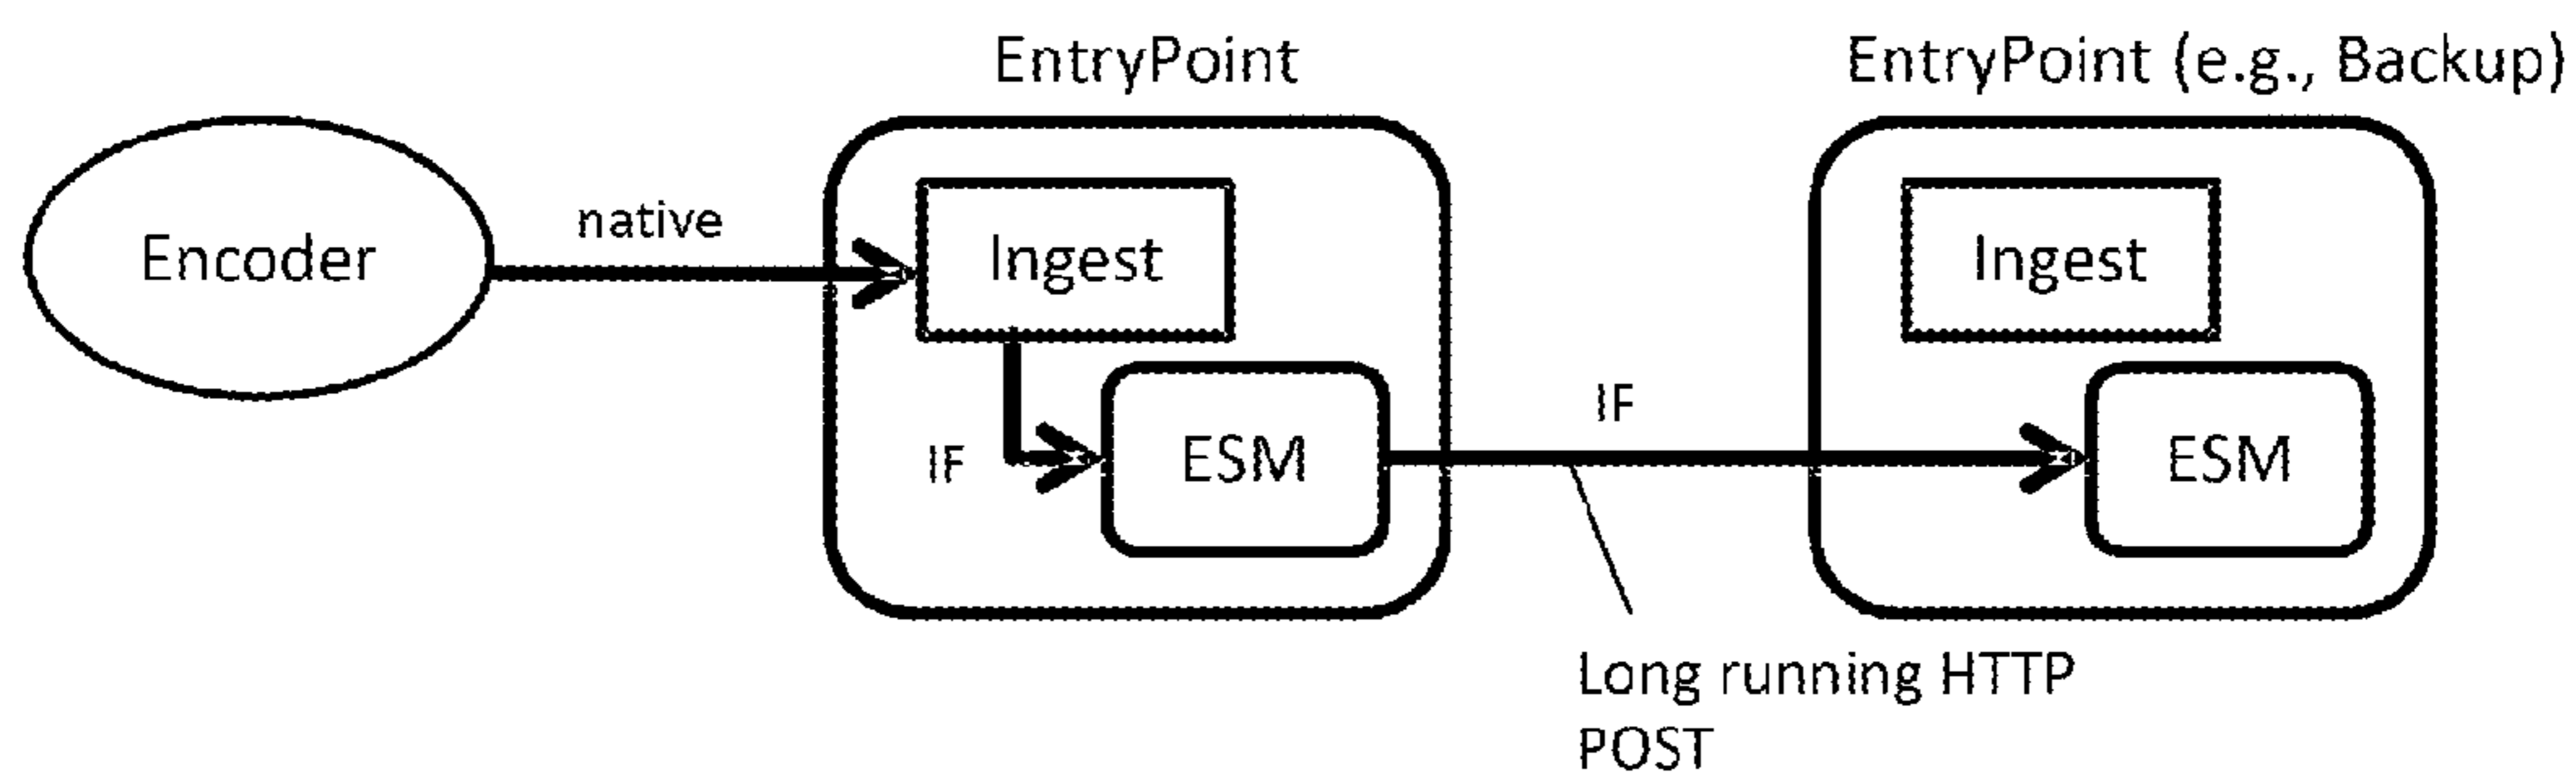 EntryPoint
EntryPoint (e.g., Backup)
Encoder
native
Ingest
Ingest
IF
ESM
IF
ESM
Long running HTTP
POST